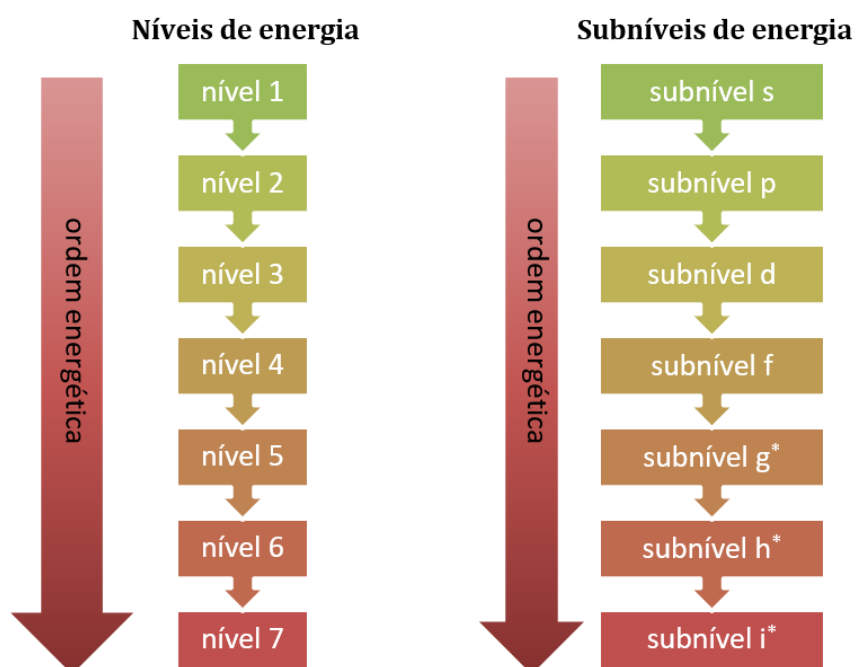 Níveis de energia
ordem energética
nível 1
nível 2
nível 3
nível 4
nível 5
nível 6
nível 7
Subníveis de energia
ordem energética
subnível s
subnível p
subnível d
subnível f
subnível g*
subnível h*
subnível i*